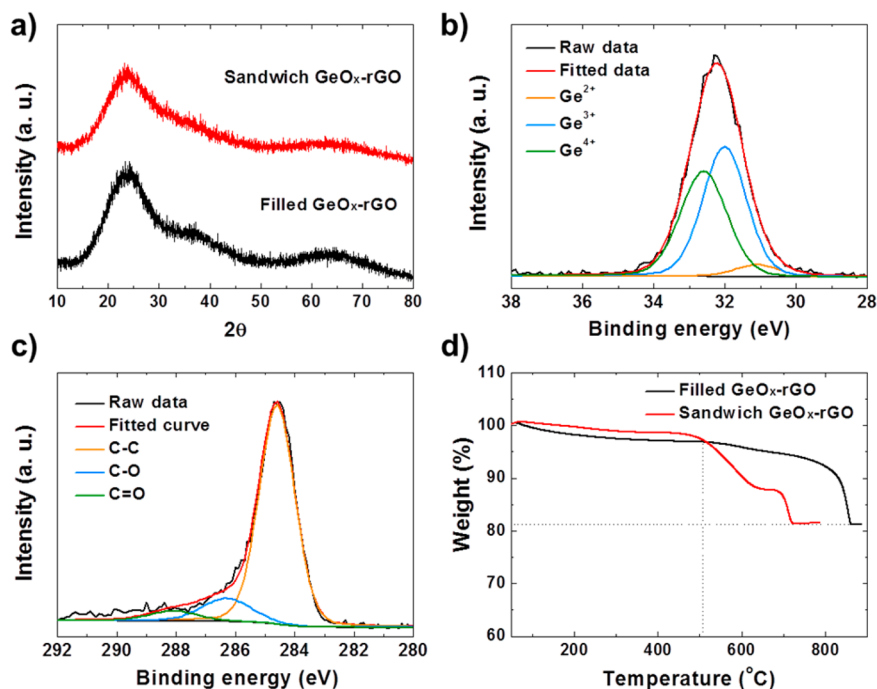 a)
Intensity (a. u.)
Sandwich GeOₓ-rGO
Filled GeOₓ-rGO
10 20 30 40 50 60 70 80
2θ
b)
Intensity (a. u.)
Raw data
Fitted data
Ge²⁺
Ge³⁺
Ge⁴⁺
38 36 34 32 30 28
Binding energy (eV)
c)
Intensity (a. u.)
Raw data
Fitted curve
C-C
C-O
C=O
292 290 288 286 284 282 280
Binding energy (eV)
d)
Weight (%)
110
100
90
80
70
60
Filled GeOₓ-rGO
Sandwich GeOₓ-rGO
200 400 600 800
Temperature (°C)